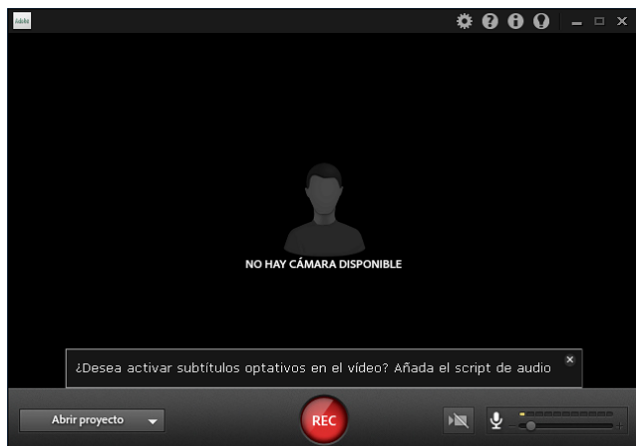 Adobe
NO HAY CÁMARA DISPONIBLE
¿Desea activar subtítulos optativos en el vídeo? Añada el script de audio
Abrir proyecto
REC